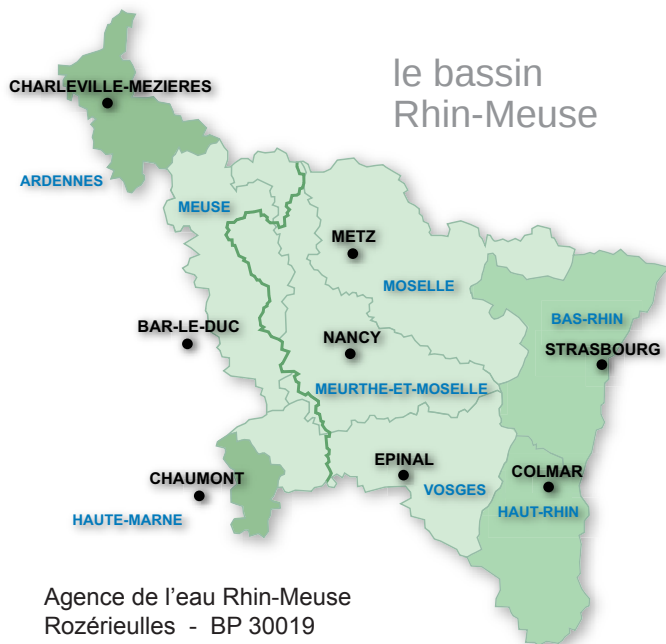 le bassin
Rhin-Meuse
CHARLEVILLE-MEZIERES
ARDENNES
MEUSE
METZ
MOSELLE
BAS-RHIN
BAR-LE-DUC
NANCY
STRASBOURG
MEURTHE-ET-MOSELLE
EPINAL
CHAUMONT
COLMAR
VOSGES
HAUTE-MARNE
HAUT-RHIN
Agence de l’eau Rhin-Meuse
Rozérieulles - BP 30019